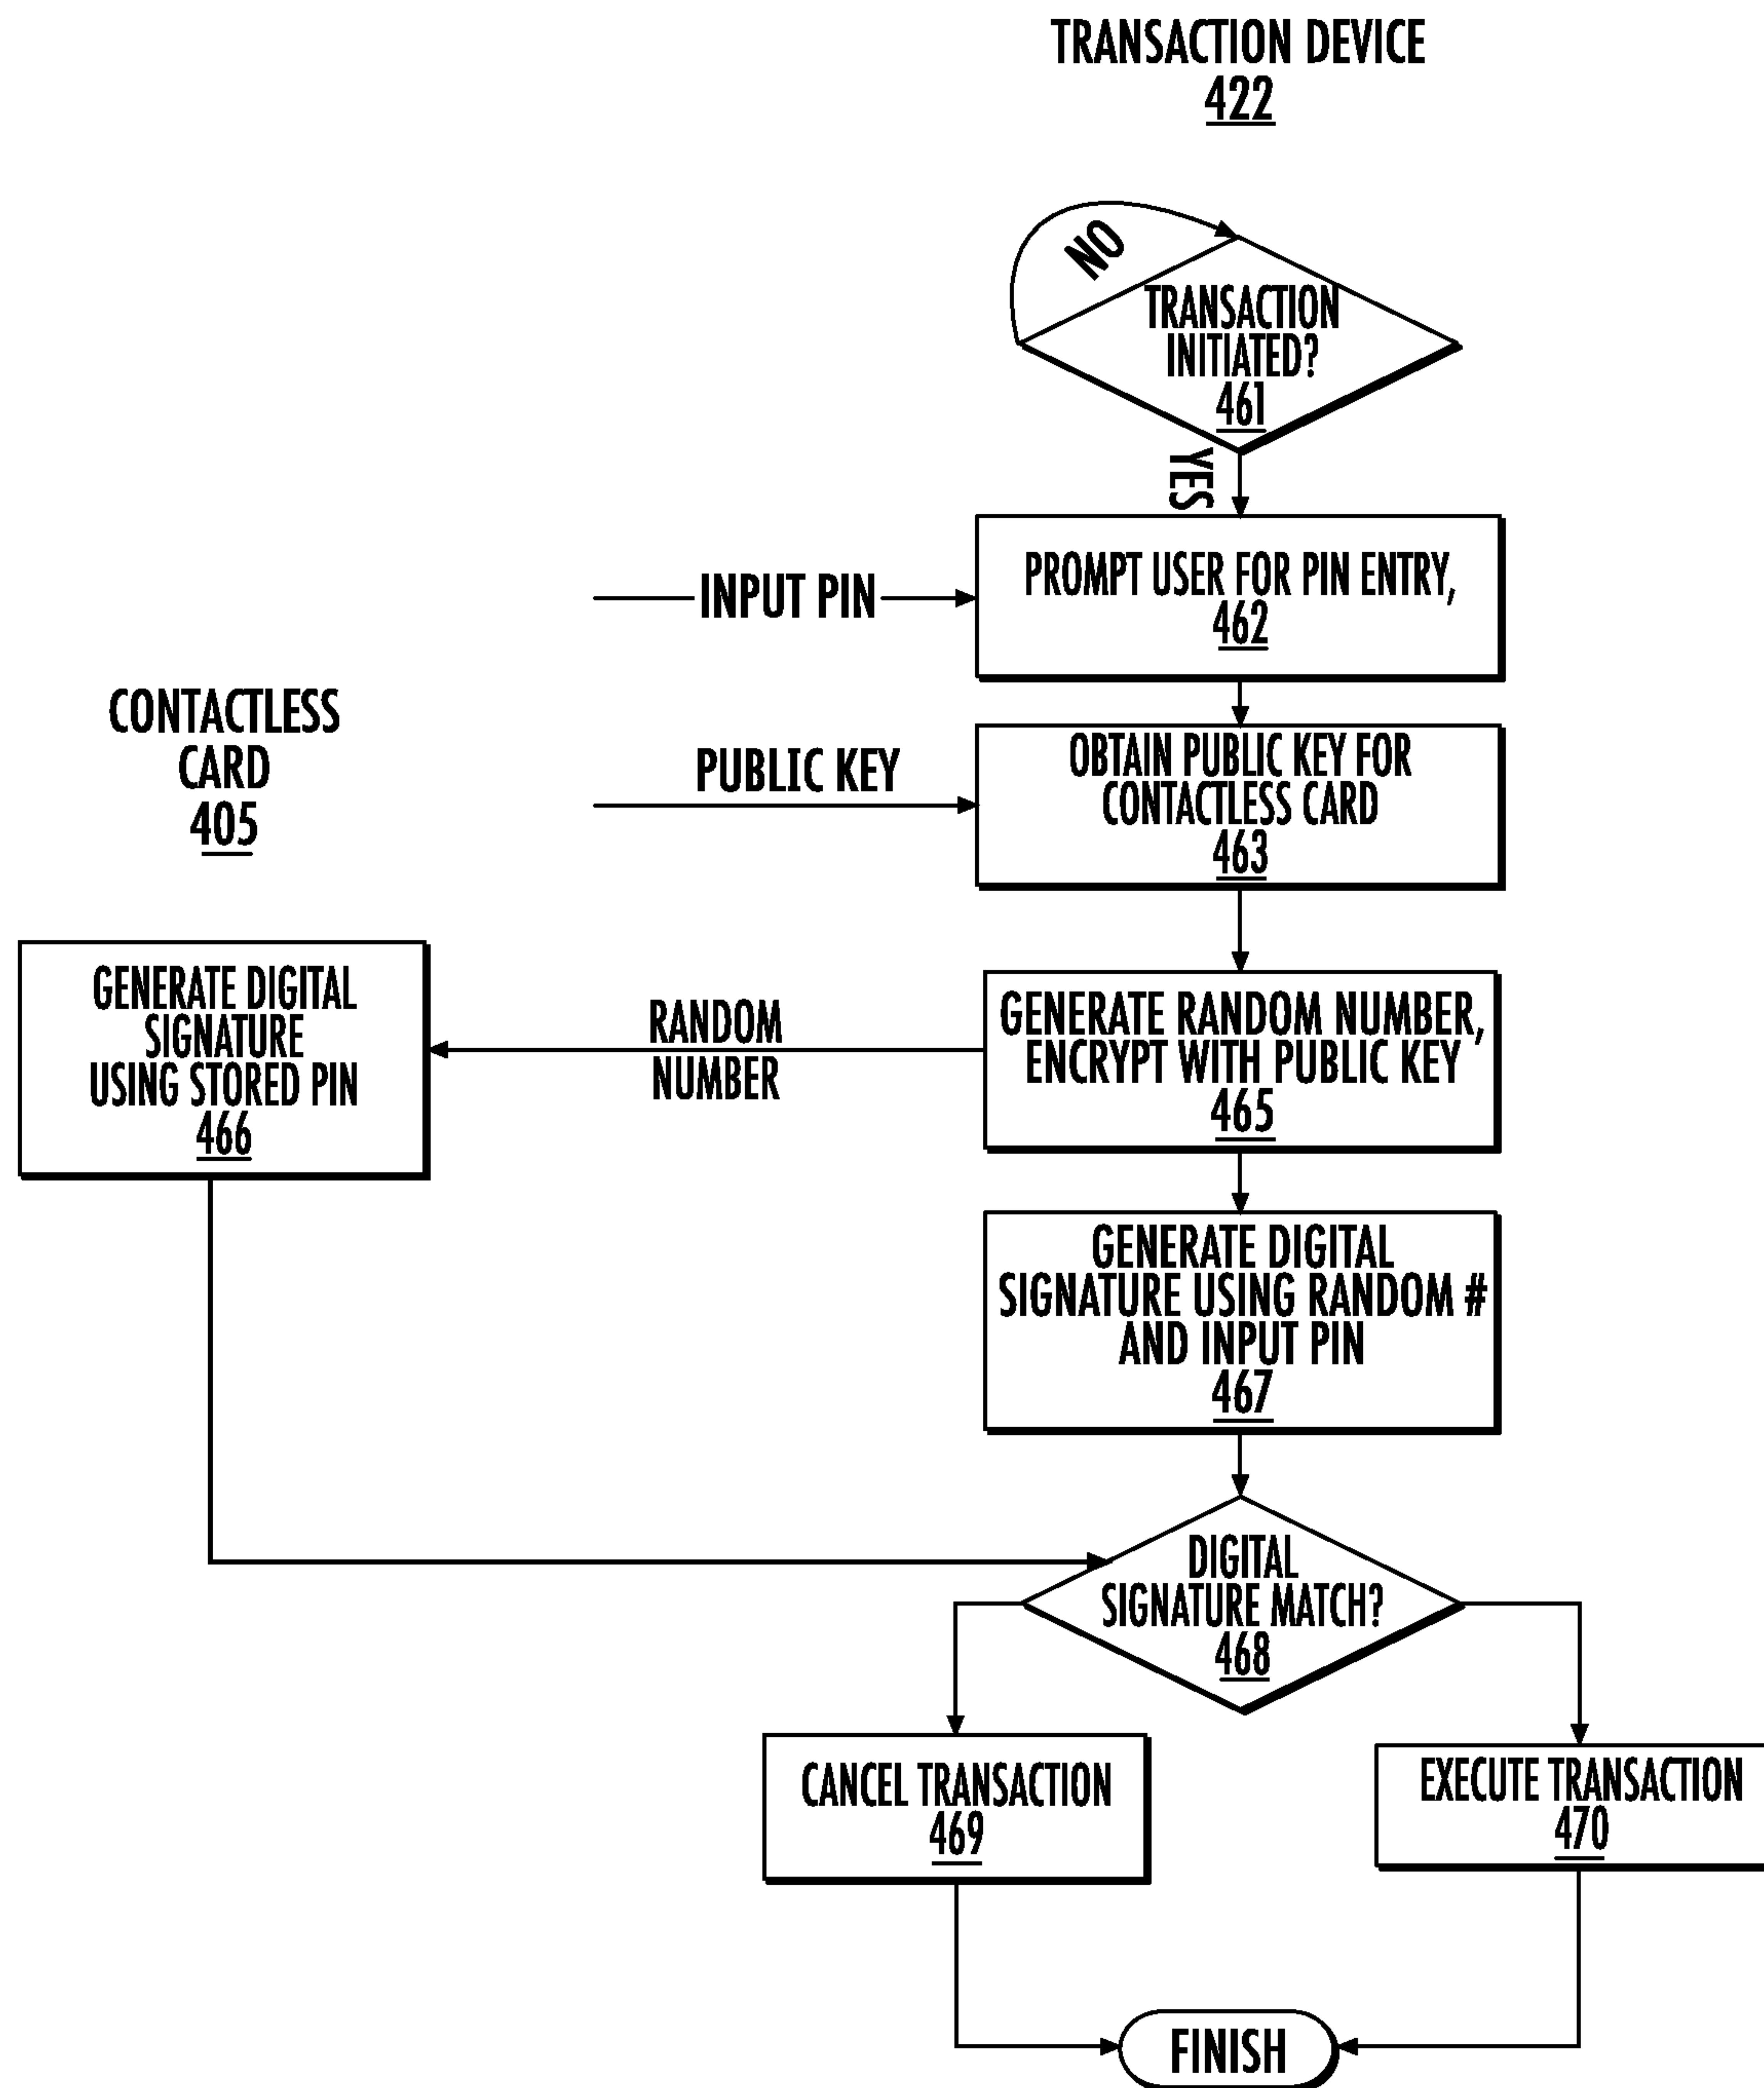 TRANSACTION DEVICE
422
NO
TRANSACTION
INITIATED?
461
YES
PROMPT USER FOR PIN ENTRY,
462
INPUT PIN
CONTACTLESS
CARD
405
PUBLIC KEY
OBTAIN PUBLIC KEY FOR
CONTACTLESS CARD
463
GENERATE DIGITAL
SIGNATURE
USING STORED PIN
466
RANDOM
NUMBER
GENERATE RANDOM NUMBER,
ENCRYPT WITH PUBLIC KEY
465
GENERATE DIGITAL
SIGNATURE USING RANDOM #
AND INPUT PIN
467
DIGITAL
SIGNATURE MATCH?
468
CANCEL TRANSACTION
469
EXECUTE TRANSACTION
470
FINISH